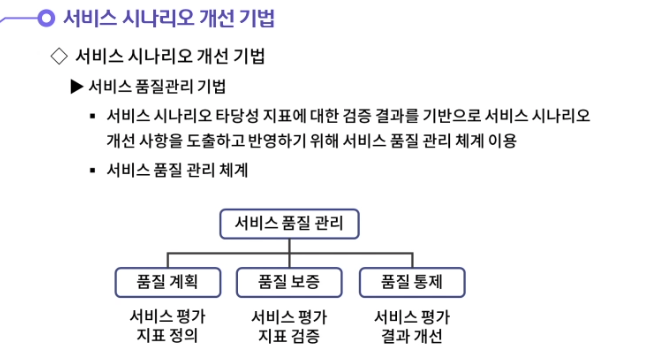 서비스 시나리오 개선 기법
◇ 서비스 시나리오 개선 기법
▶ 서비스 품질관리 기법
▪ 서비스 시나리오 타당성 지표에 대한 검증 결과를 기반으로 서비스 시나리오
개선 사항을 도출하고 반영하기 위해 서비스 품질 관리 체계 이용
▪ 서비스 품질 관리 체계
서비스 품질 관리
품질 계획
품질 보증
품질 통제
서비스 평가
지표 정의
서비스 평가
지표 검증
서비스 평가
결과 개선